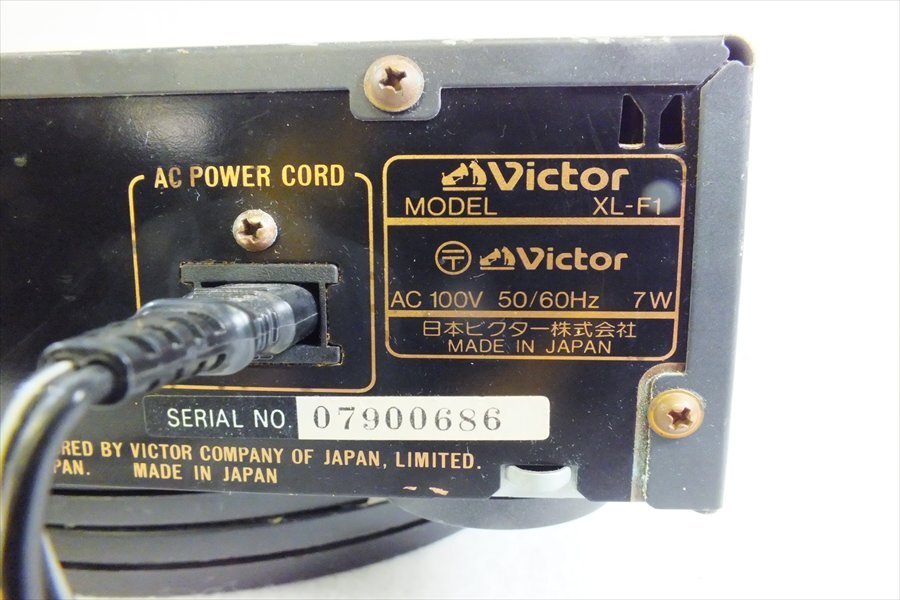 AC POWER CORD
Victor
MODEL XL-F1
〒 Victor
AC 100V 50/60Hz 7W
日本ビクター株式会社
MADE IN JAPAN
SERIAL NO. 07900686
BY VICTOR COMPANY OF JAPAN, LIMITED.
MADE IN JAPAN